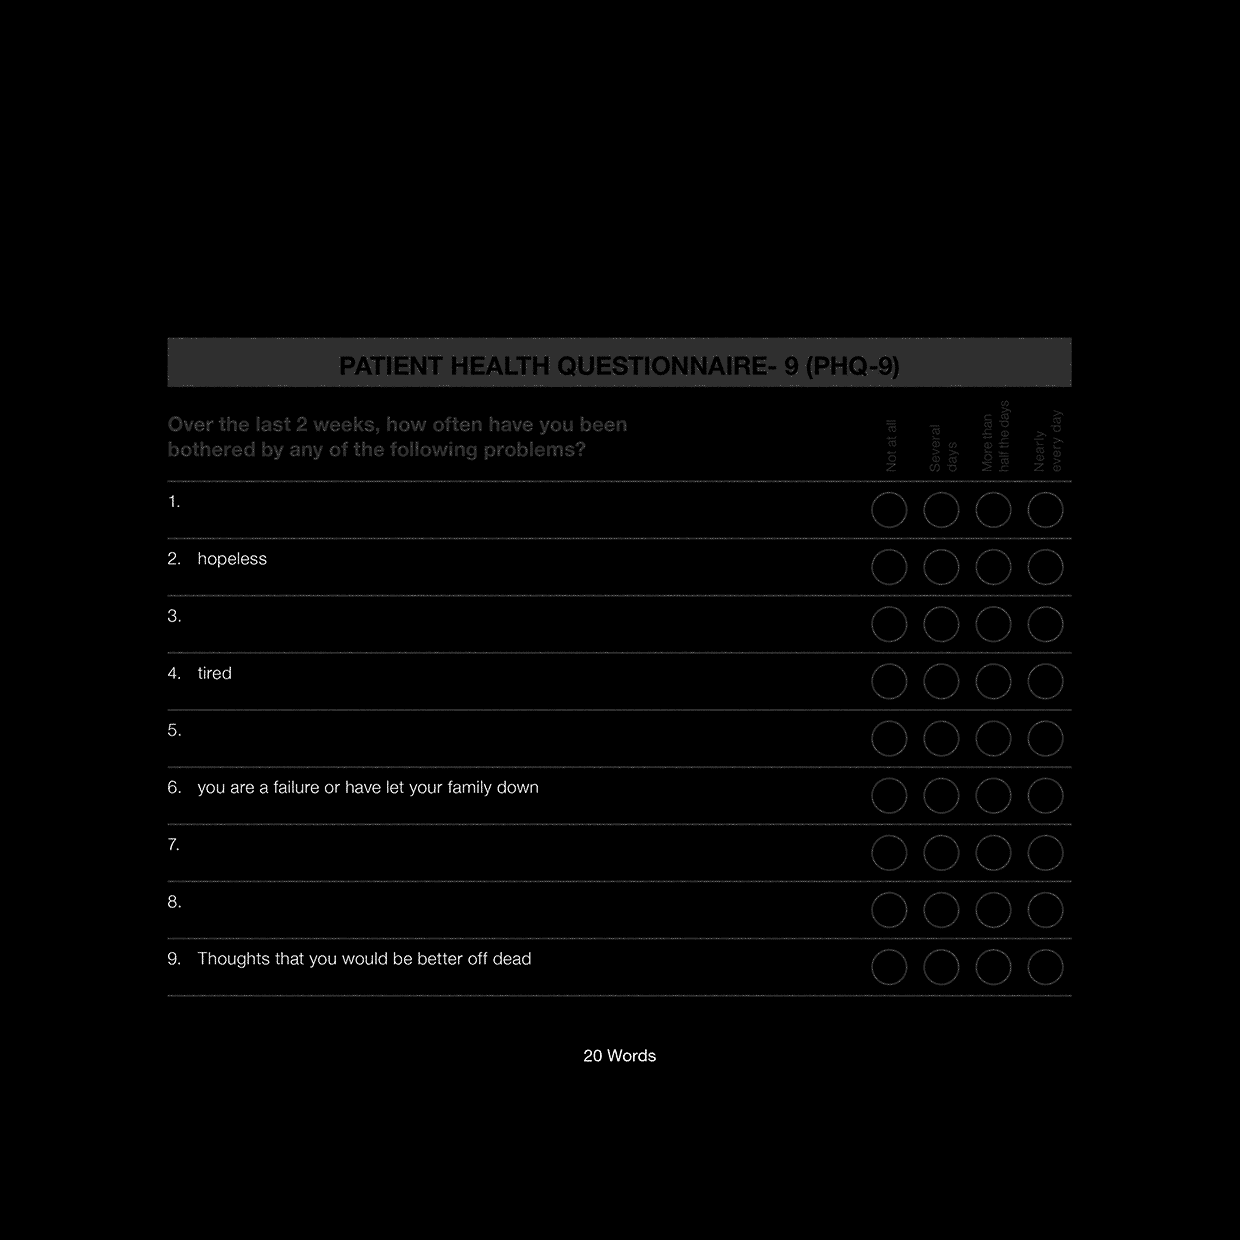 PATIENT HEALTH QUESTIONNAIRE- 9 (PHQ-9)
Over the last 2 weeks, how often have you been
bothered by any of the following problems?
Not at all
Several
days
More than
half the days
Nearly
every day
1.
2. hopeless
3.
4. tired
5.
6. you are a failure or have let your family down
7.
8.
9. Thoughts that you would be better off dead
20 Words